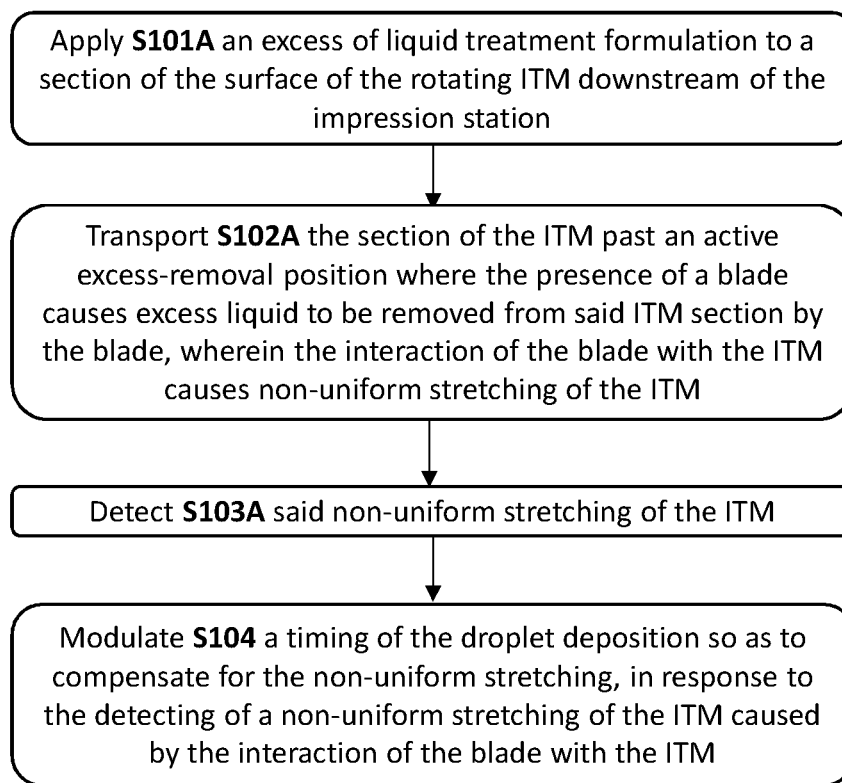 Apply S101A an excess of liquid treatment formulation to a
section of the surface of the rotating ITM downstream of the
impression station
Transport S102A the section of the ITM past an active
excess-removal position where the presence of a blade
causes excess liquid to be removed from said ITM section by
the blade, wherein the interaction of the blade with the ITM
causes non-uniform stretching of the ITM
Detect S103A said non-uniform stretching of the ITM
Modulate S104 a timing of the droplet deposition so as to
compensate for the non-uniform stretching, in response to
the detecting of a non-uniform stretching of the ITM caused
by the interaction of the blade with the ITM